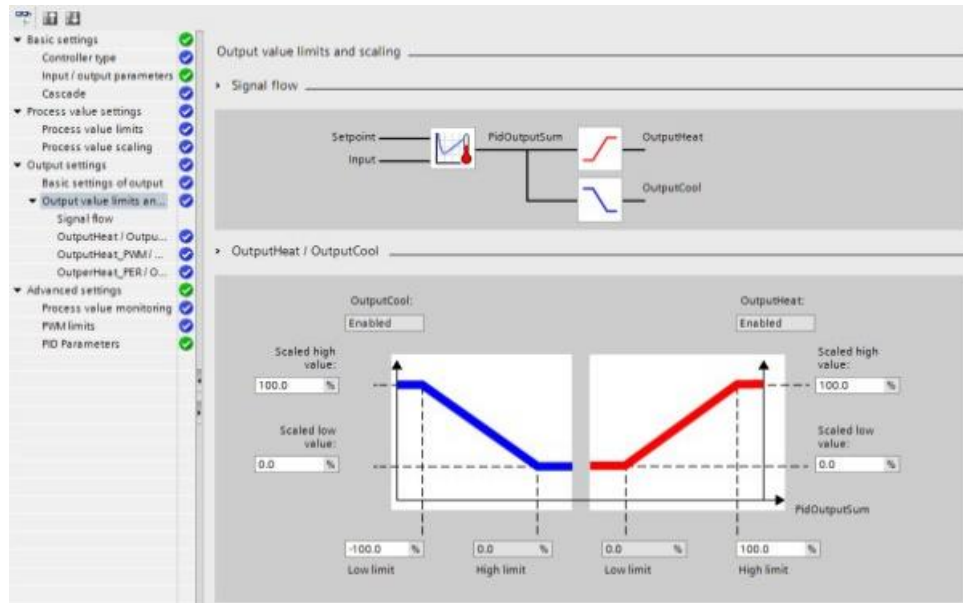 Basic settings
Controller type
Input / output parameters
Cascade
Process value settings
Process value limits
Process value scaling
Output settings
Basic settings of output
Output value limits an...
Signal flow
OutputHeat / Outpu...
OutputHeat_PWM / ...
OutperHeat_PER / O...
Advanced settings
Process value monitoring
PWM limits
PID Parameters
Output value limits and scaling
Signal flow
Setpoint
Input
PidOutputSum
OutputHeat
OutputCool
OutputHeat / OutputCool
OutputCool:
Enabled
OutputHeat:
Enabled
Scaled high
value:
100.0 %
Scaled low
value:
0.0 %
Scaled high
value:
100.0 %
Scaled low
value:
0.0 %
PidOutputSum
-100.0 %
0.0 %
0.0 %
100.0 %
Low limit
High limit
Low limit
High limit